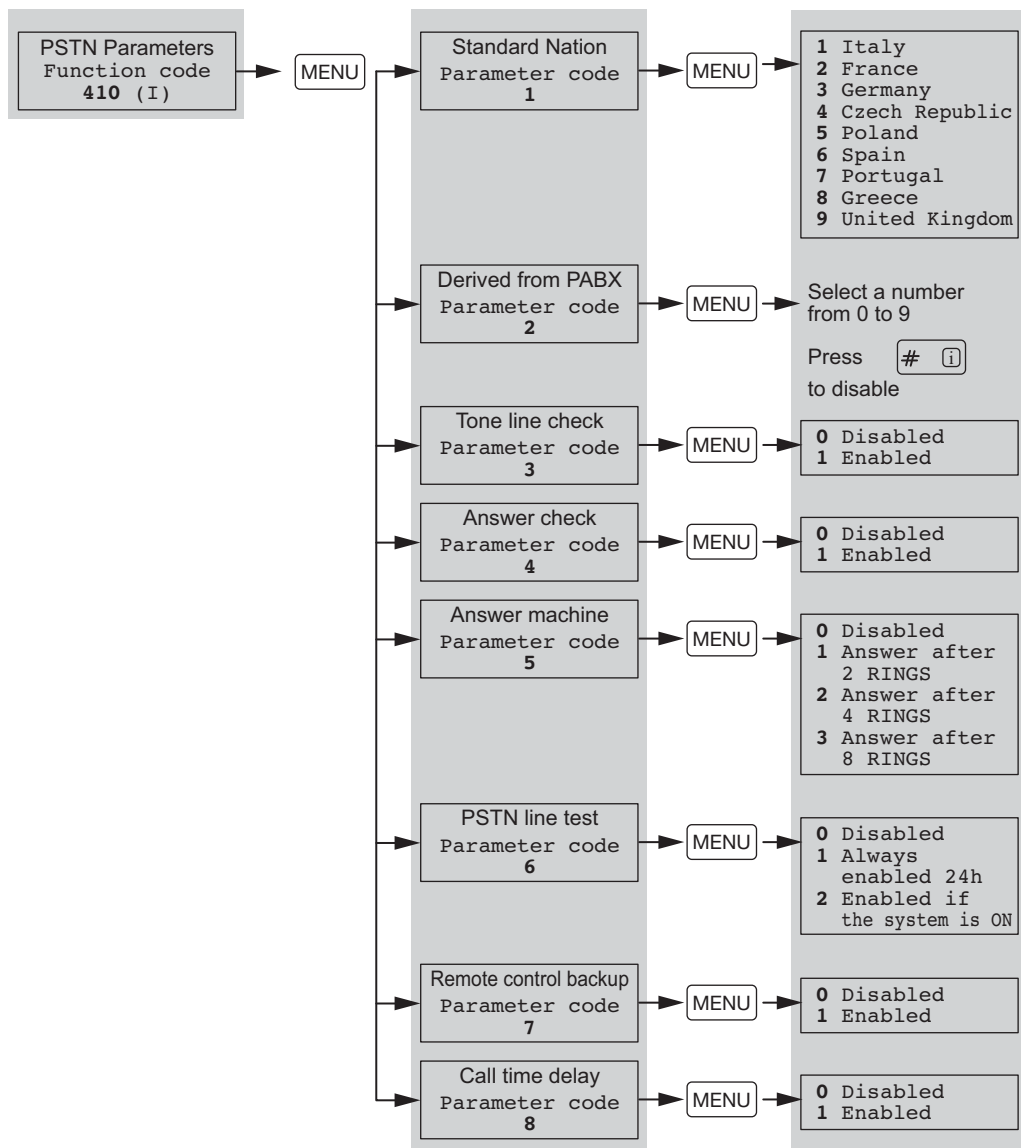 PSTN Parameters
Function code
410 (I)
MENU
Standard Nation
Parameter code
1
MENU
1 Italy
2 France
3 Germany
4 Czech Republic
5 Poland
6 Spain
7 Portugal
8 Greece
9 United Kingdom
Derived from PABX
Parameter code
2
MENU
Select a number
from 0 to 9
Press # i
to disable
Tone line check
Parameter code
3
MENU
0 Disabled
1 Enabled
Answer check
Parameter code
4
MENU
0 Disabled
1 Enabled
Answer machine
Parameter code
5
MENU
0 Disabled
1 Answer after
2 RINGS
2 Answer after
4 RINGS
3 Answer after
8 RINGS
PSTN line test
Parameter code
6
MENU
0 Disabled
1 Always
enabled 24h
2 Enabled if
the system is ON
Remote control backup
Parameter code
7
MENU
0 Disabled
1 Enabled
Call time delay
Parameter code
8
MENU
0 Disabled
1 Enabled